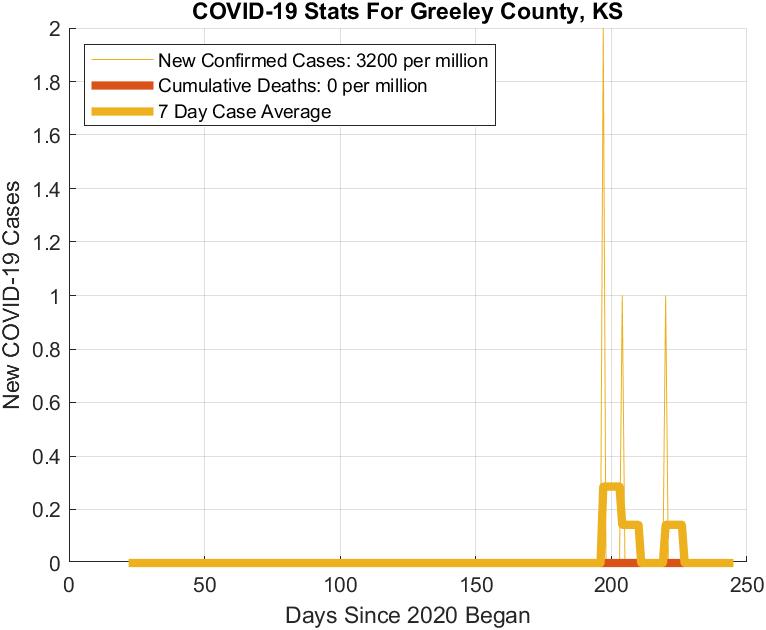 COVID-19 Stats For Greeley County, KS
New Confirmed Cases: 3200 per million
Cumulative Deaths: 0 per million
7 Day Case Average
New COVID-19 Cases
2
1.8
1.6
1.4
1.2
1
0.8
0.6
0.4
0.2
0
0 50 100 150 200 250
Days Since 2020 Began